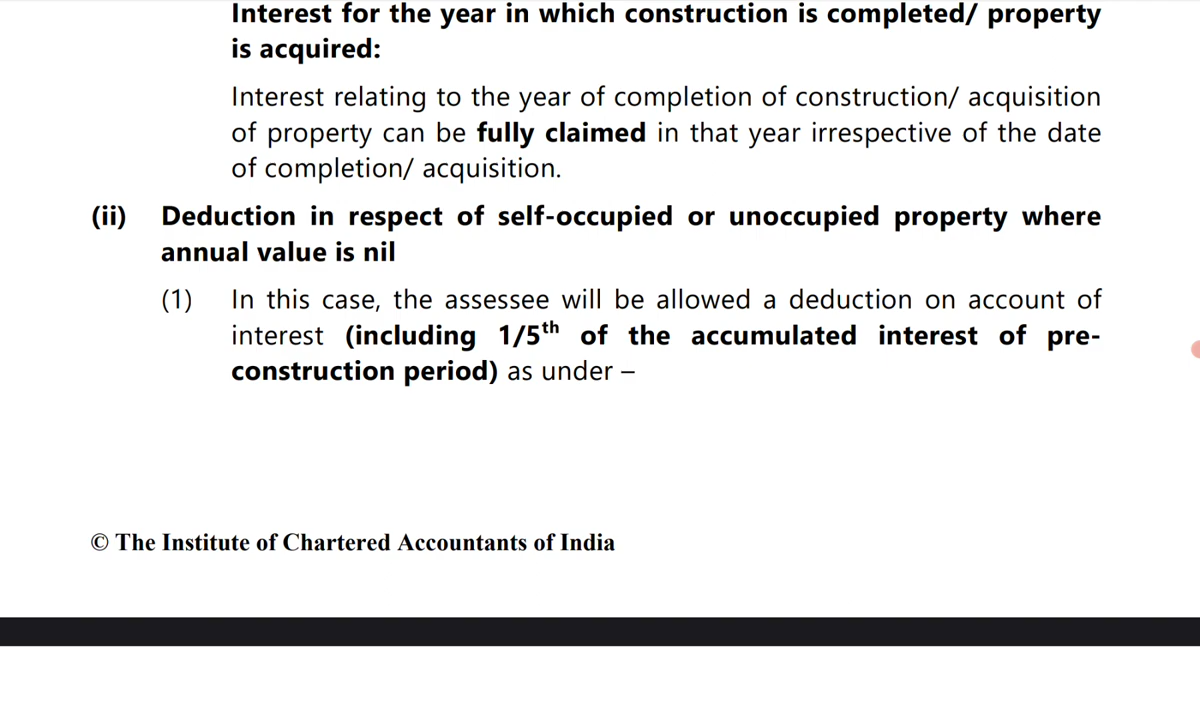 Interest for the year in which construction is completed/ property
is acquired:
Interest relating to the year of completion of construction/ acquisition
of property can be fully claimed in that year irrespective of the date
of completion/ acquisition.
(ii) Deduction in respect of self-occupied or unoccupied property where
annual value is nil
(1) In this case, the assessee will be allowed a deduction on account of
interest (including 1/5th of the accumulated interest of pre-
construction period) as under –
© The Institute of Chartered Accountants of India